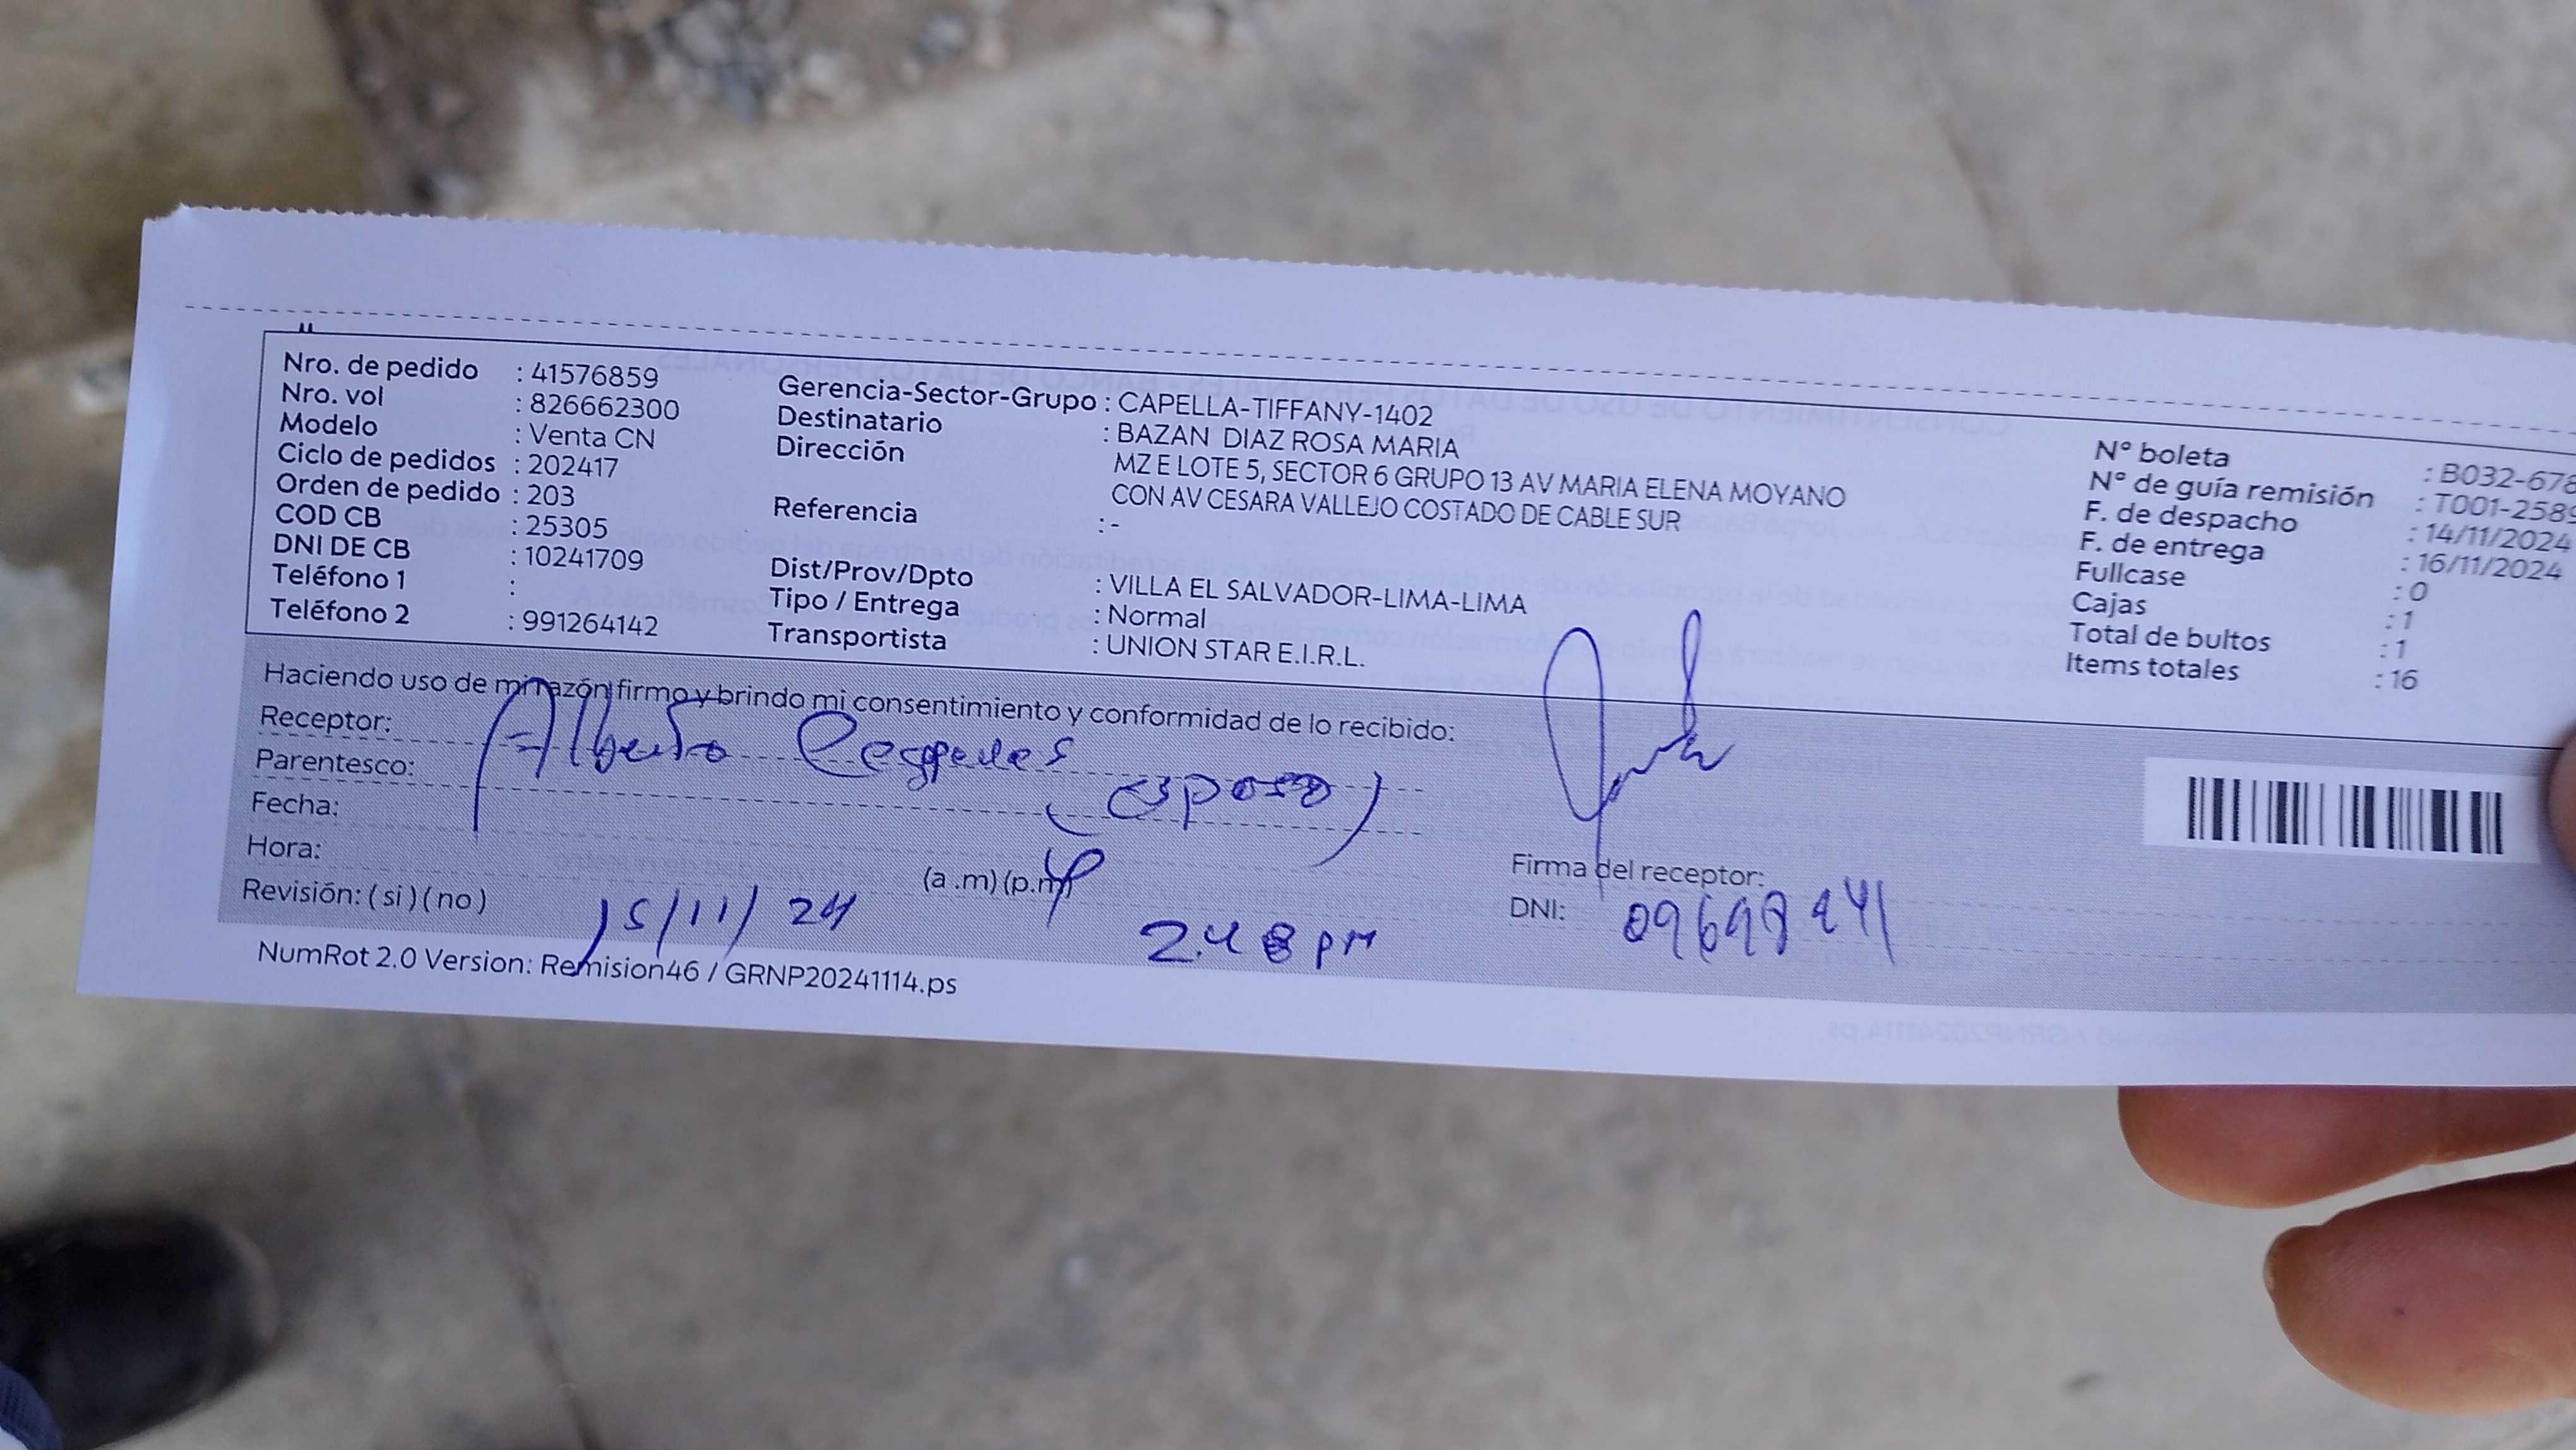 Nro. de pedido : 41576859
Nro. vol : 826662300
Modelo : Venta CN
Ciclo de pedidos : 202417
Orden de pedido : 203
COD CB : 25305
DNI DE CB : 10241709
Teléfono 1 :
Teléfono 2 : 991264142
Gerencia-Sector-Grupo : CAPELLA-TIFFANY-1402
Destinatario : BAZAN DIAZ ROSA MARIA
Dirección MZ E LOTE 5, SECTOR 6 GRUPO 13 AV MARIA ELENA MOYANO
CON AV CESARA VALLEJO COSTADO DE CABLE SUR
Referencia : -
Dist/Prov/Dpto : VILLA EL SALVADOR-LIMA-LIMA
Tipo / Entrega : Normal
Transportista : UNION STAR E.I.R.L.
N° boleta : B032-678
N° de guía remisión : T001-2589
F. de despacho : 14/11/2024
F. de entrega : 16/11/2024
Fullcase : 0
Cajas : 1
Total de bultos : 1
Items totales : 16
Haciendo uso de mi razón firmo y brindo mi consentimiento y conformidad de lo recibido:
Receptor: Alberto
Parentesco: (esposo)
Fecha:
Hora: (a.m) (p.m)
Revisión: (si) (no) 15/11/24 2.48 pm
Firma del receptor:
DNI:
NumRot 2.0 Version: Remision46 / GRNP20241114.ps